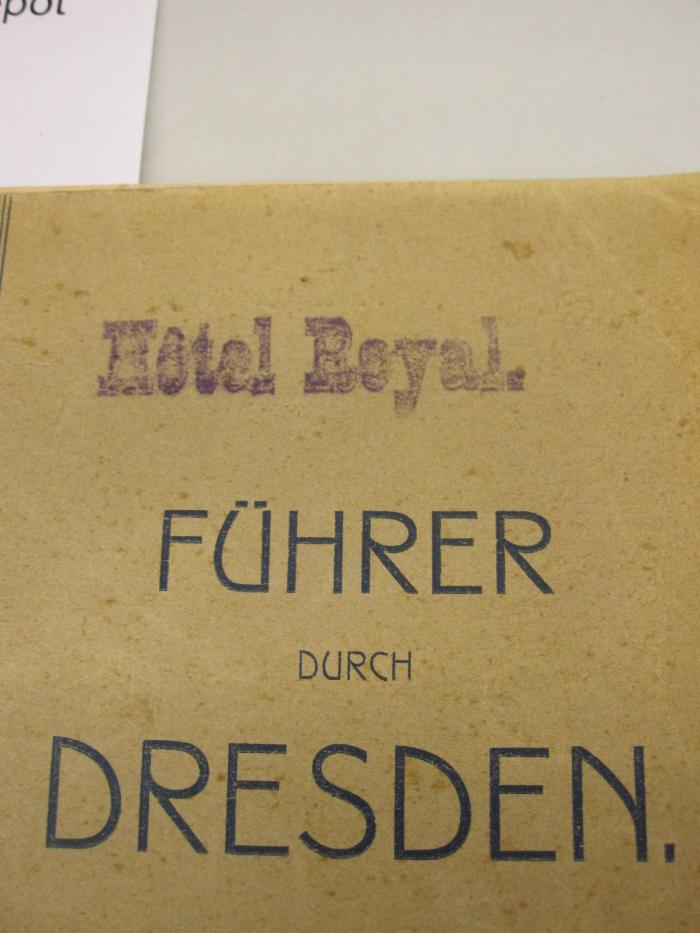 Hôtel Royal.
FÜHRER
DURCH
DRESDEN.